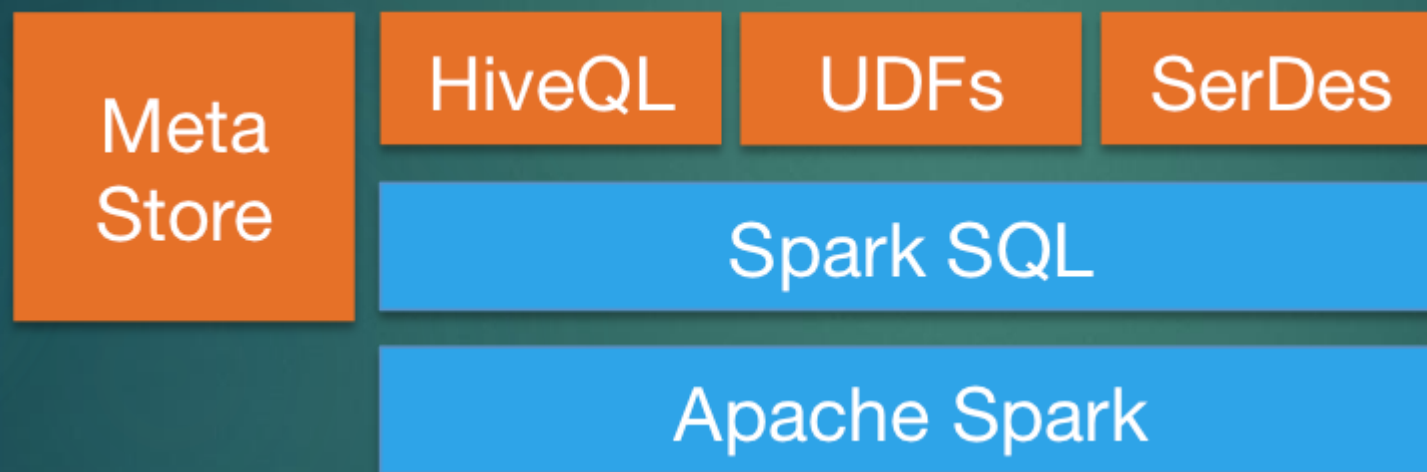 Meta
Store
HiveQL
UDFs
SerDes
Spark SQL
Apache Spark